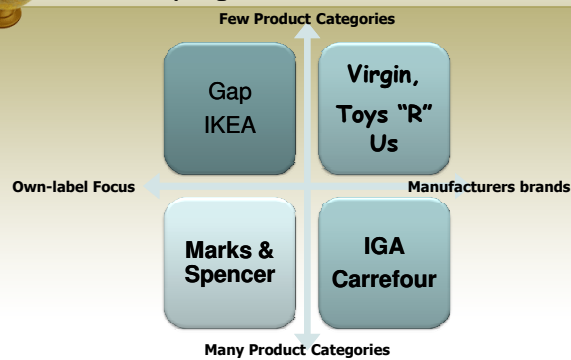 Few Product Categories
Gap
IKEA
Virgin,
Toys “R”
Us
Own-label Focus
Manufacturers brands
Marks &
Spencer
IGA
Carrefour
Many Product Categories